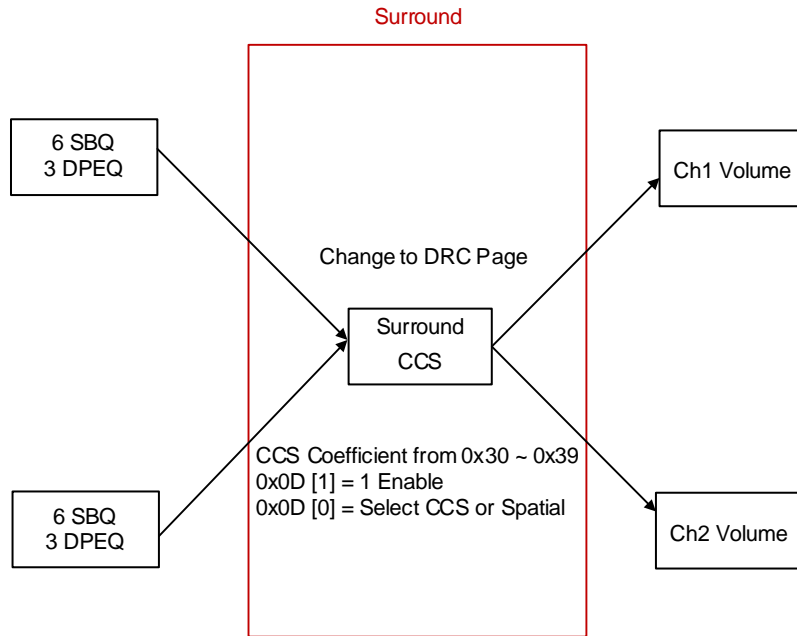 Surround
6 SBQ
3 DPEQ
Ch1 Volume
Change to DRC Page
Surround
CCS
CCS Coefficient from 0x30 ~ 0x39
0x0D [1] = 1 Enable
0x0D [0] = Select CCS or Spatial
6 SBQ
3 DPEQ
Ch2 Volume